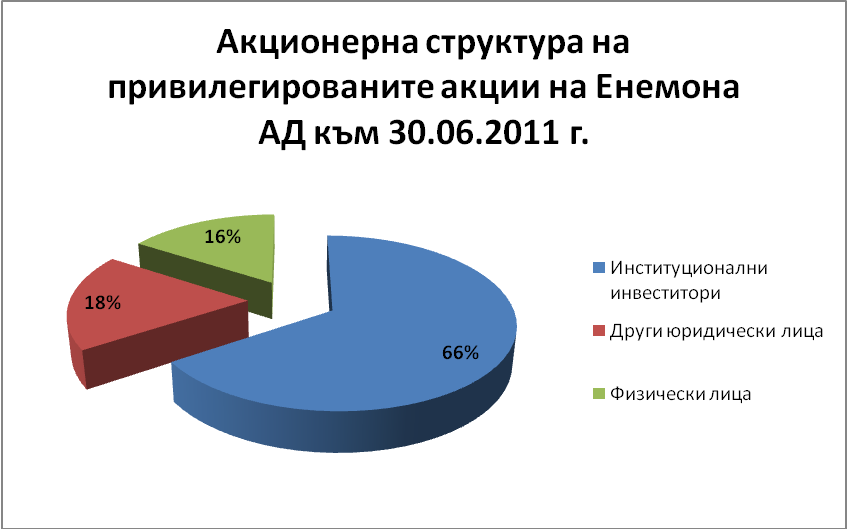 Акционерна структура на
привилегированите акции на Енемона
АД към 30.06.2011 г.
16%
18%
66%
Институционални
инвеститори
Други юридически лица
Физически лица